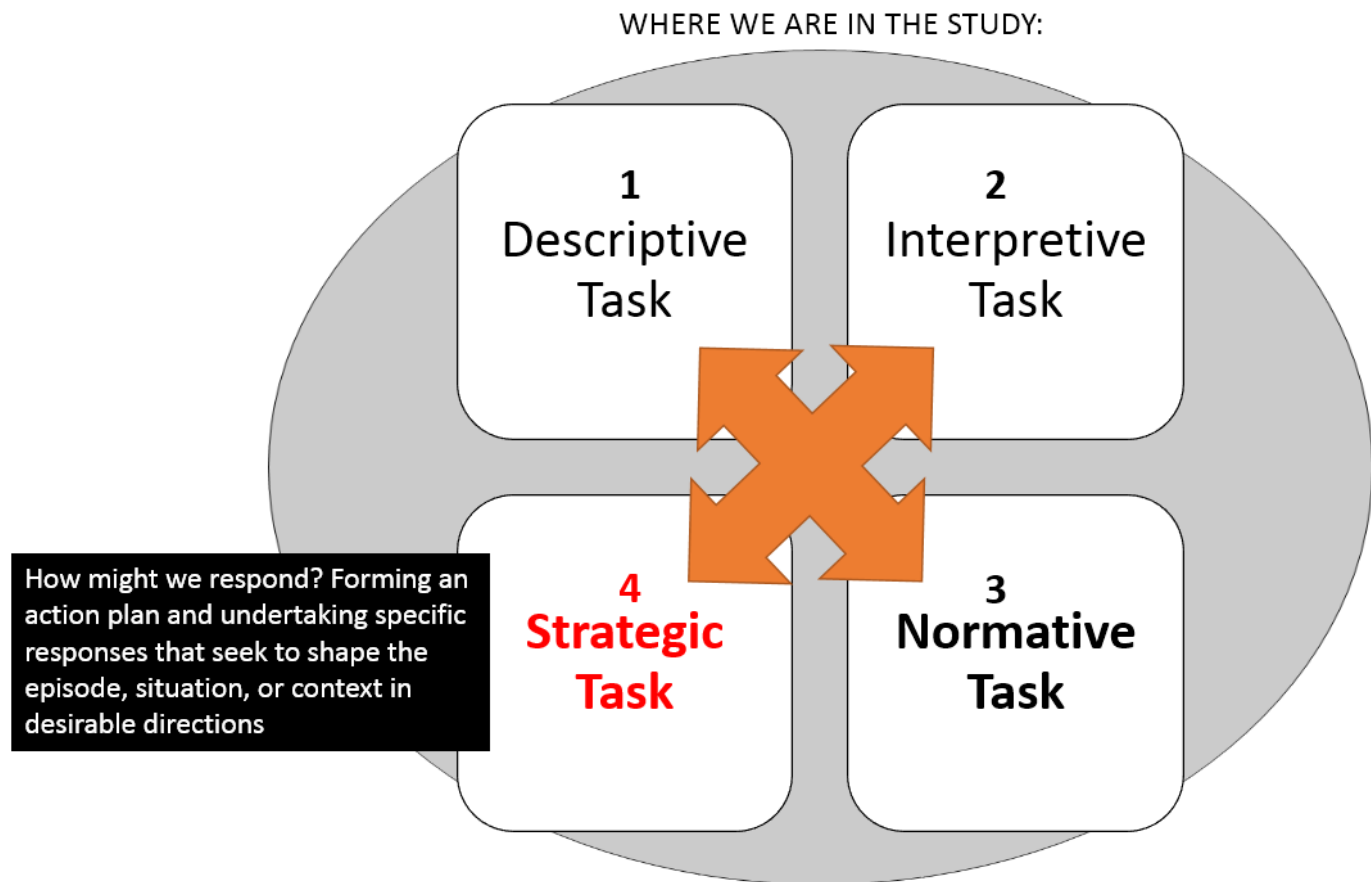 WHERE WE ARE IN THE STUDY:
1
Descriptive
Task
2
Interpretive
Task
How might we respond? Forming an
action plan and undertaking specific
responses that seek to shape the
episode, situation, or context in
desirable directions
4
Strategic
Task
3
Normative
Task